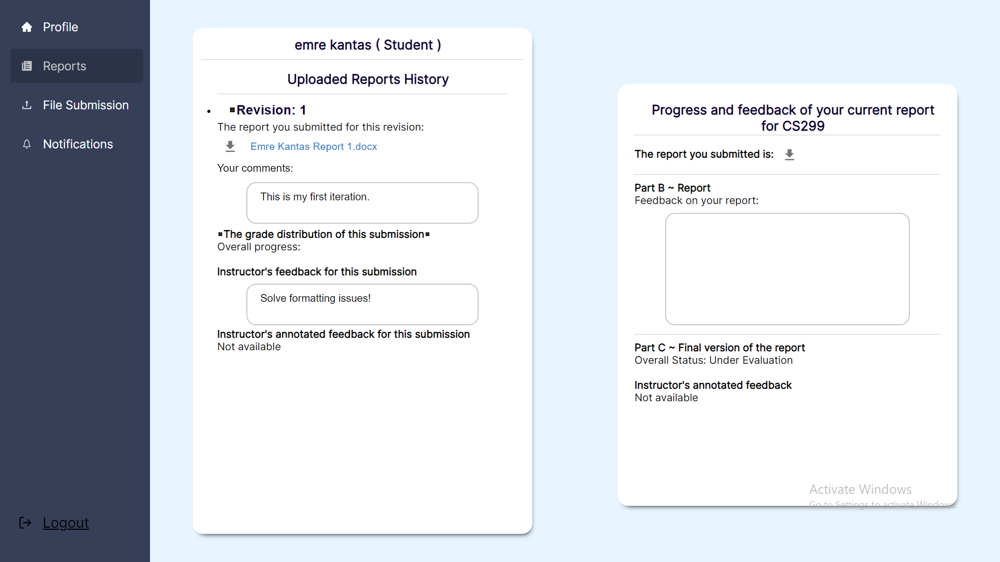 Profile
Reports
File Submission
Notifications
Logout
emre kantas ( Student )
Uploaded Reports History
Revision: 1
The report you submitted for this revision:
Emre Kantas Report 1.docx
Your comments:
This is my first iteration.
The grade distribution of this submission
Overall progress:
Instructor's feedback for this submission
Solve formatting issues!
Instructor's annotated feedback for this submission
Not available
Progress and feedback of your current report
for CS299
The report you submitted is:
Part B ~ Report
Feedback on your report:
Part C ~ Final version of the report
Overall Status: Under Evaluation
Instructor's annotated feedback
Not available
Activate Windows
Go to Settings to activate Windows.